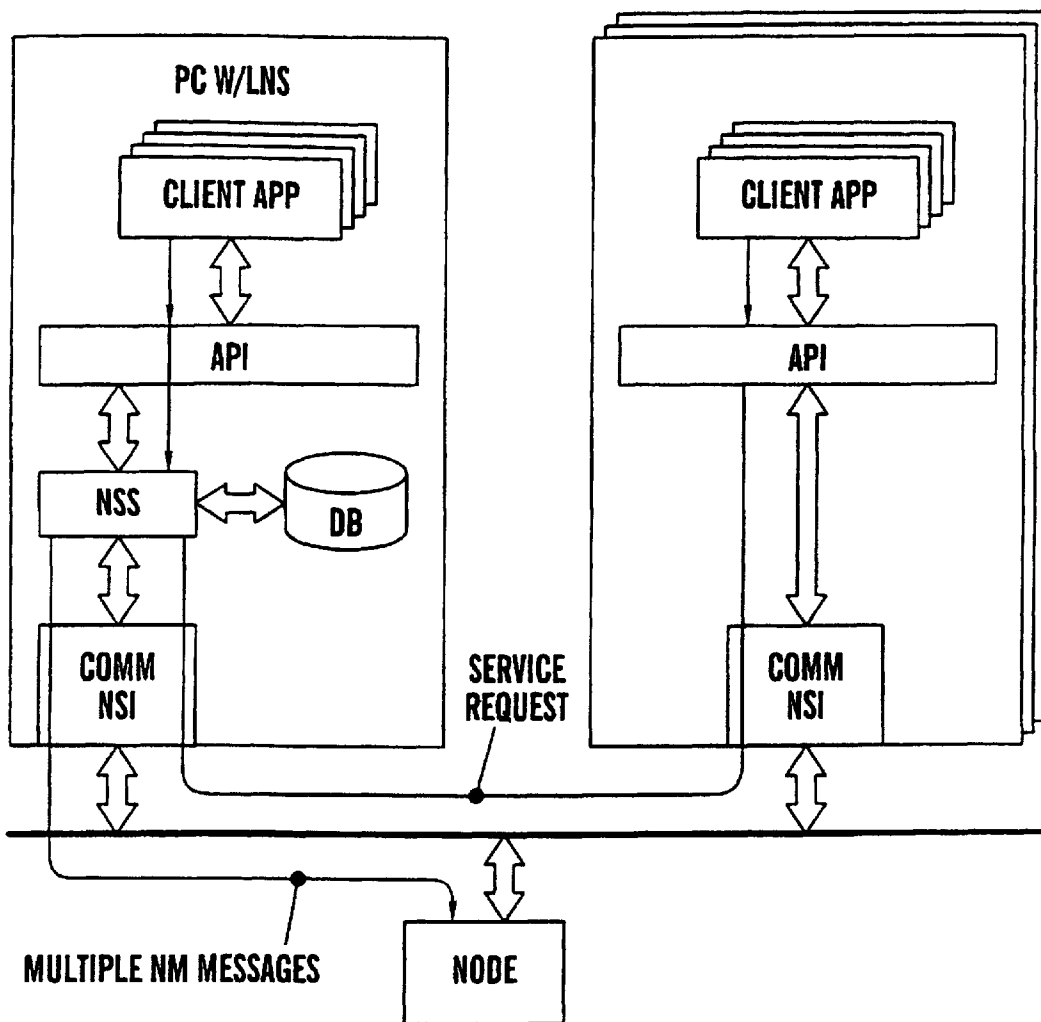 PC W/LNS
CLIENT APP
API
NSS
DB
COMM
NSI
CLIENT APP
API
COMM
NSI
SERVICE
REQUEST
MULTIPLE NM MESSAGES
NODE